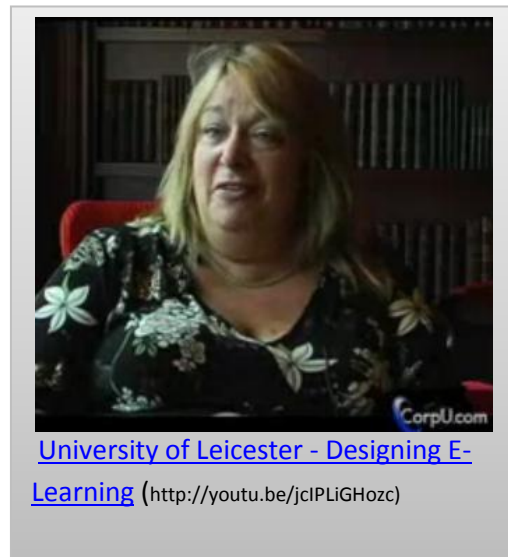 CorpU.com
University of Leicester - Designing E-
Learning (http://youtu.be/jcIPLiGHozc)